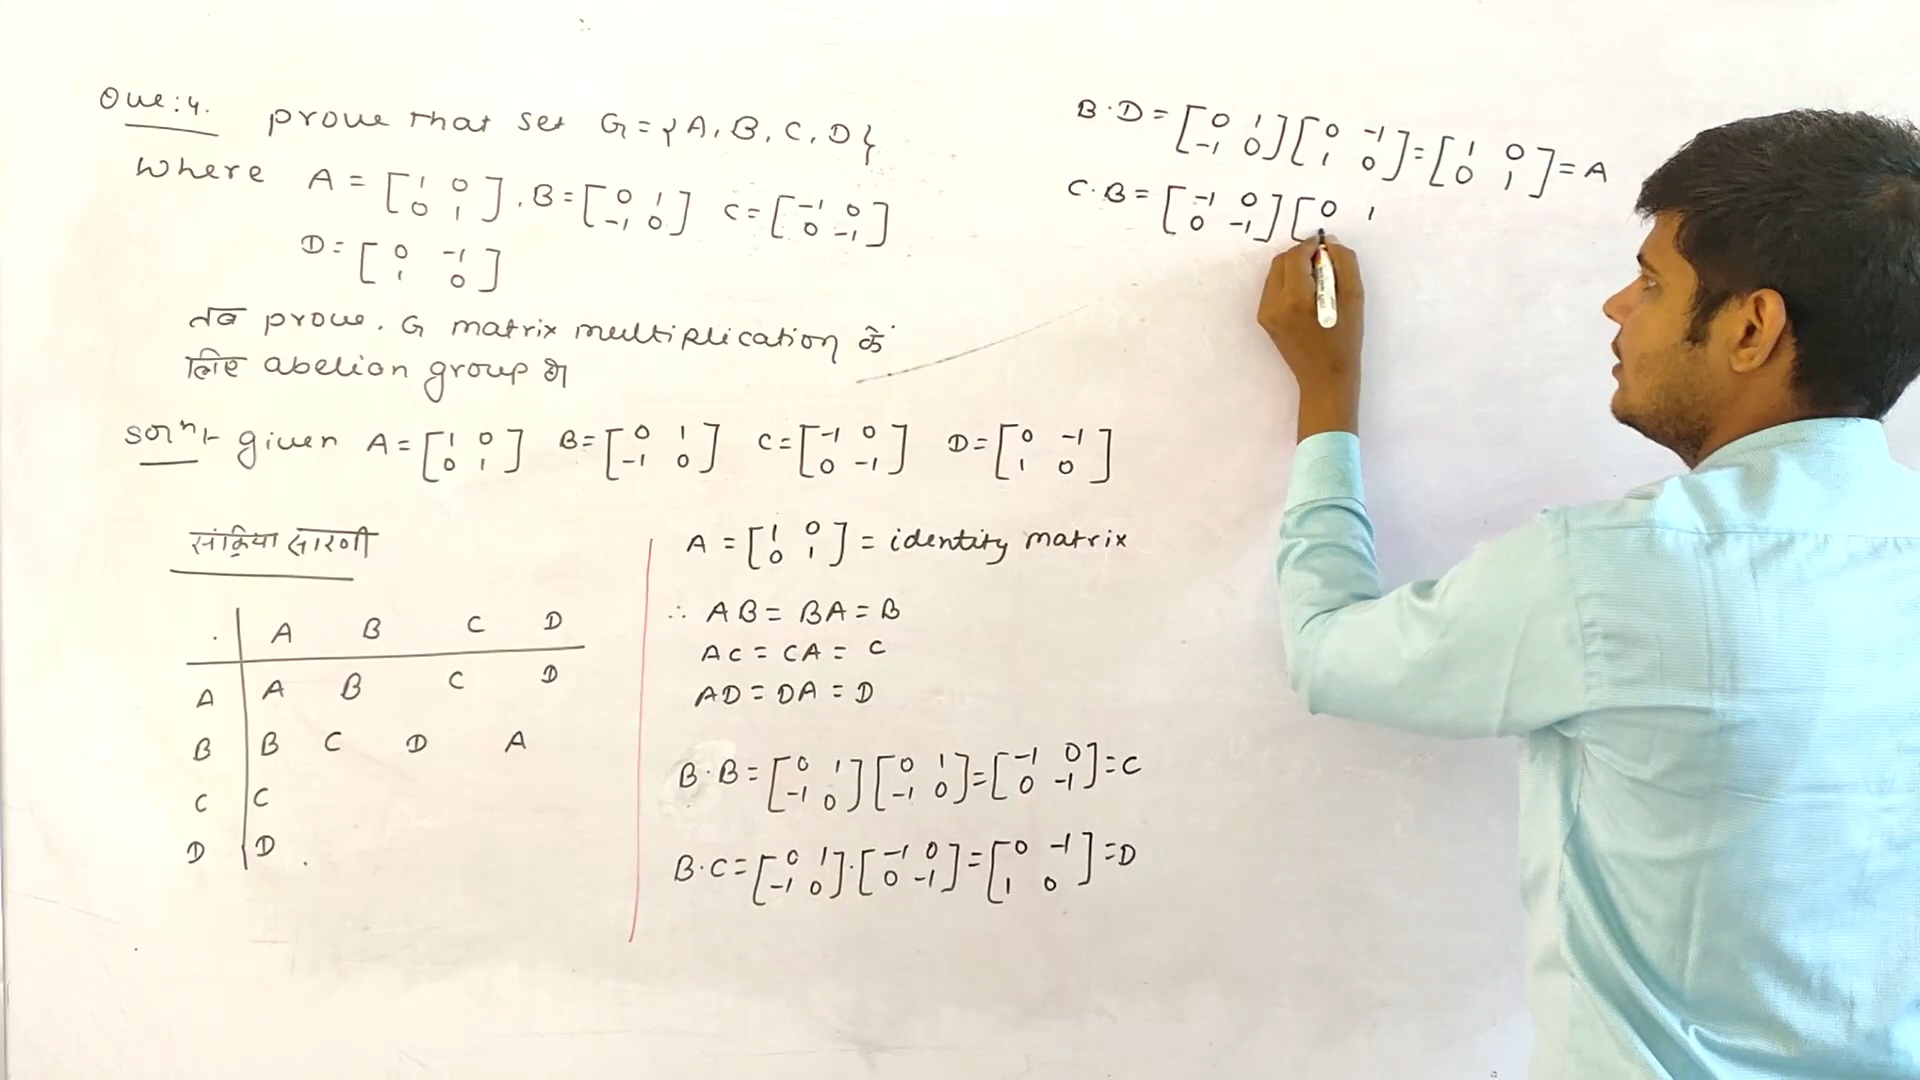 Que:4. prove that set G = {A, B, C, D}
where A = [1 0 0 1], B = [0 1 -1 0] C = [-1 0 0 -1]
D = [0 -1 1 0]
तब prove. G matrix multiplication के
लिए abelion group है
Solⁿ:- given A = [1 0 0 1] B = [0 1 -1 0] C = [-1 0 0 -1] D = [0 -1 1 0]
संक्रिया सारणी
. A B C D
A A B C D
B B C D A
C C
D D
A = [1 0 0 1] = identity matrix
∴ AB = BA = B
AC = CA = C
AD = DA = D
B·B = [0 1 -1 0] [0 1 -1 0] = [-1 0 0 -1] = C
B·C = [0 1 -1 0]·[-1 0 0 -1] = [0 -1 1 0] = D
B·D = [0 1 -1 0] [0 -1 1 0] = [1 0 0 1] = A
C·B = [-1 0 0 -1] [0 1